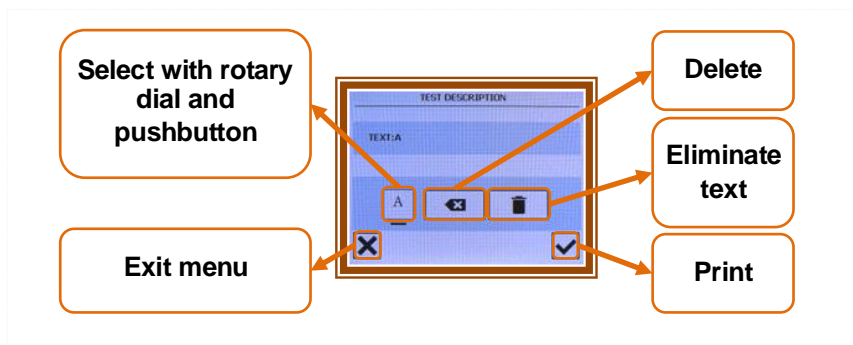 Select with rotary
dial and
pushbutton
Delete
TEST DESCRIPTION
TEXT:A
Eliminate
text
A
Exit menu
Print